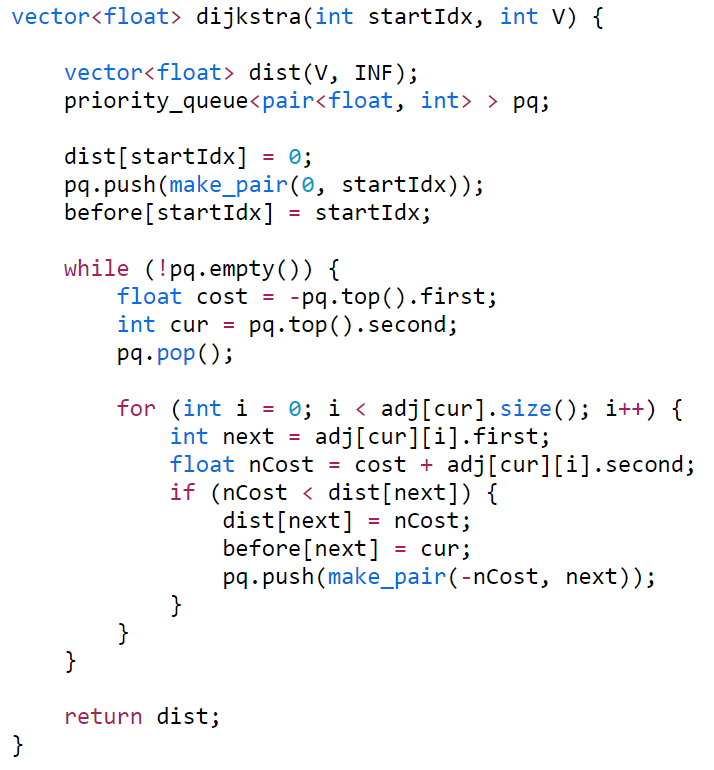 vector<float> dijkstra(int startIdx, int V) {
    vector<float> dist(V, INF);
    priority_queue<pair<float, int> > pq;
    dist[startIdx] = 0;
    pq.push(make_pair(0, startIdx));
    before[startIdx] = startIdx;
    while (!pq.empty()) {
        float cost = -pq.top().first;
        int cur = pq.top().second;
        pq.pop();
        for (int i = 0; i < adj[cur].size(); i++) {
            int next = adj[cur][i].first;
            float nCost = cost + adj[cur][i].second;
            if (nCost < dist[next]) {
                dist[next] = nCost;
                before[next] = cur;
                pq.push(make_pair(-nCost, next));
            }
        }
    }
    return dist;
}